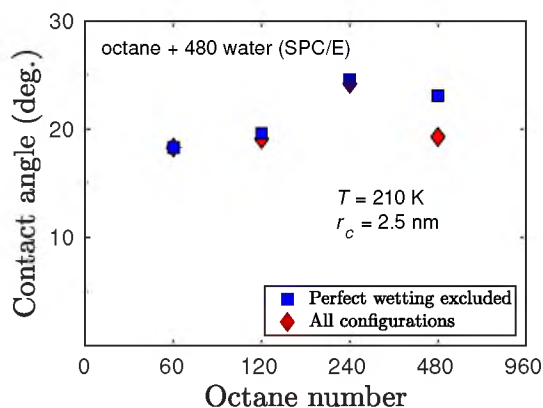 30
octane + 480 water (SPC/E)
20
Contact angle (deg.)
T = 210 K
r_c = 2.5 nm
10
Perfect wetting excluded
All configurations
0 60 120 240 480 960
Octane number